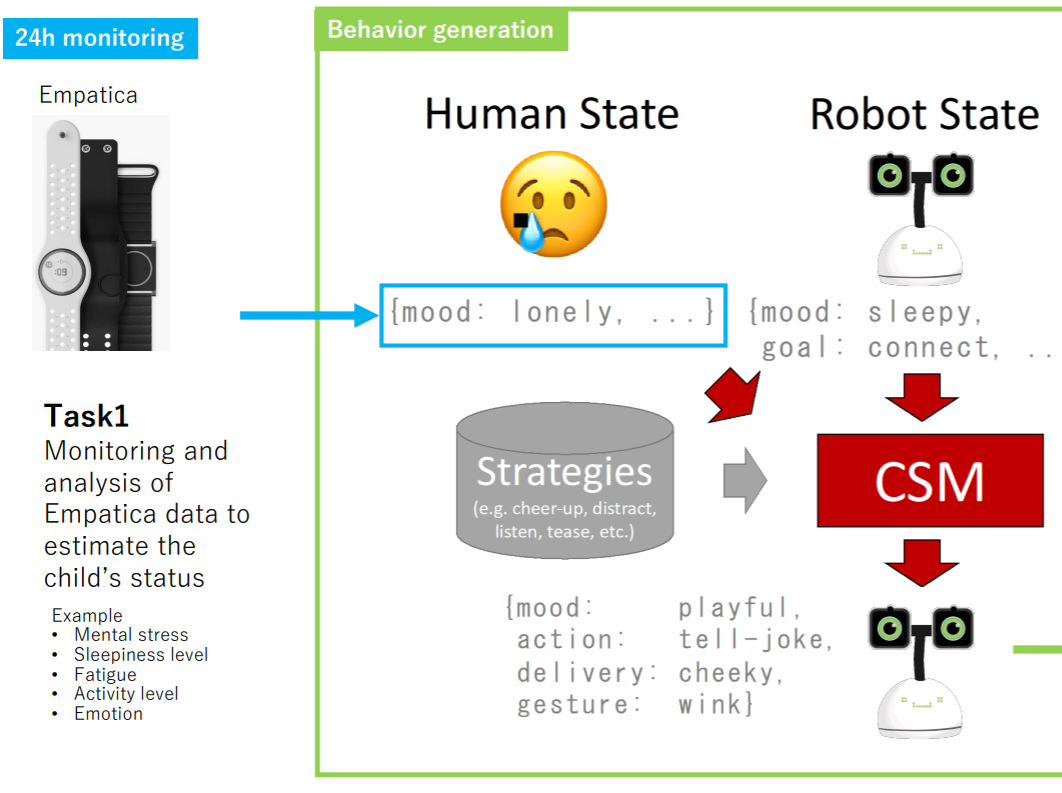 24h monitoring
Behavior generation
Empatica
Human State
Robot State
{mood: lonely, ...}
{mood: sleepy,
goal: connect, ..
Task1
Monitoring and
analysis of
Empatica data to
estimate the
child's status
Example
• Mental stress
• Sleepiness level
• Fatigue
• Activity level
• Emotion
Strategies
(e.g. cheer-up, distract,
listen, tease, etc.)
CSM
{mood: playful,
action: tell-joke,
delivery: cheeky,
gesture: wink}